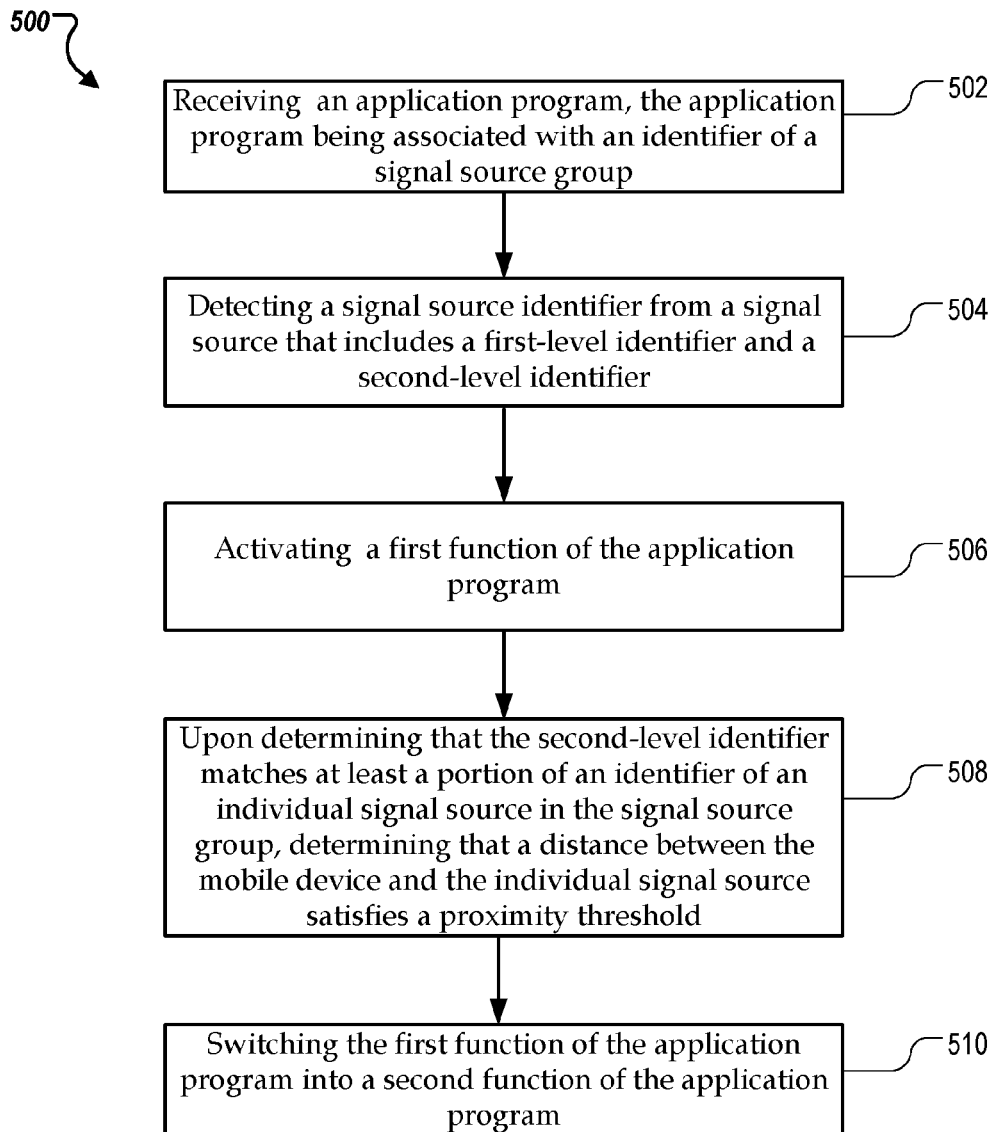 500
Receiving an application program, the application
program being associated with an identifier of a
signal source group
502
Detecting a signal source identifier from a signal
source that includes a first-level identifier and a
second-level identifier
504
Activating a first function of the application
program
506
Upon determining that the second-level identifier
matches at least a portion of an identifier of an
individual signal source in the signal source
group, determining that a distance between the
mobile device and the individual signal source
satisfies a proximity threshold
508
Switching the first function of the application
program into a second function of the application
program
510